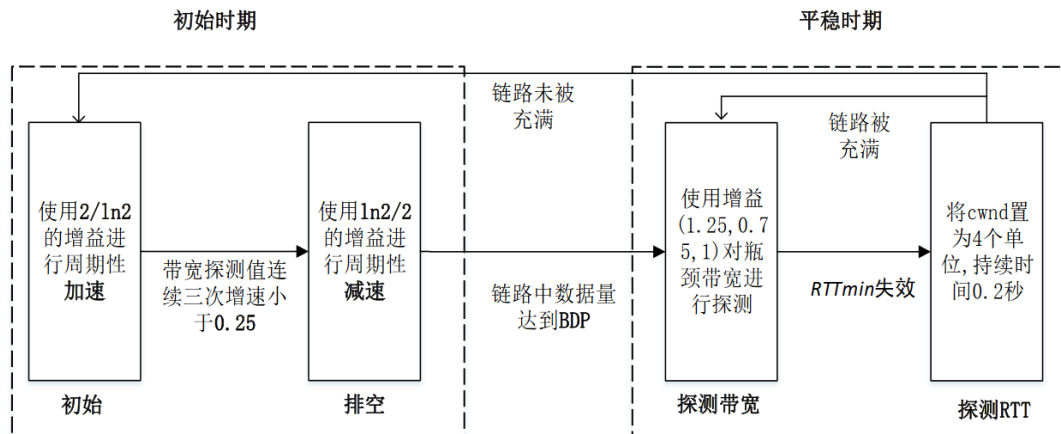 初始时期
平稳时期
链路未被
充满
链路被
充满
使用2/ln2
的增益进
行周期性
加速
带宽探测值连
续三次增速小
于0.25
使用ln2/2
的增益进
行周期性
减速
链路中数据量
达到BDP
使用增益
(1.25,0.7
5,1)对瓶
颈带宽进
行探测
RTTmin失效
将cwnd置
为4个单
位,持续时
间0.2秒
初始
排空
探测带宽
探测RTT